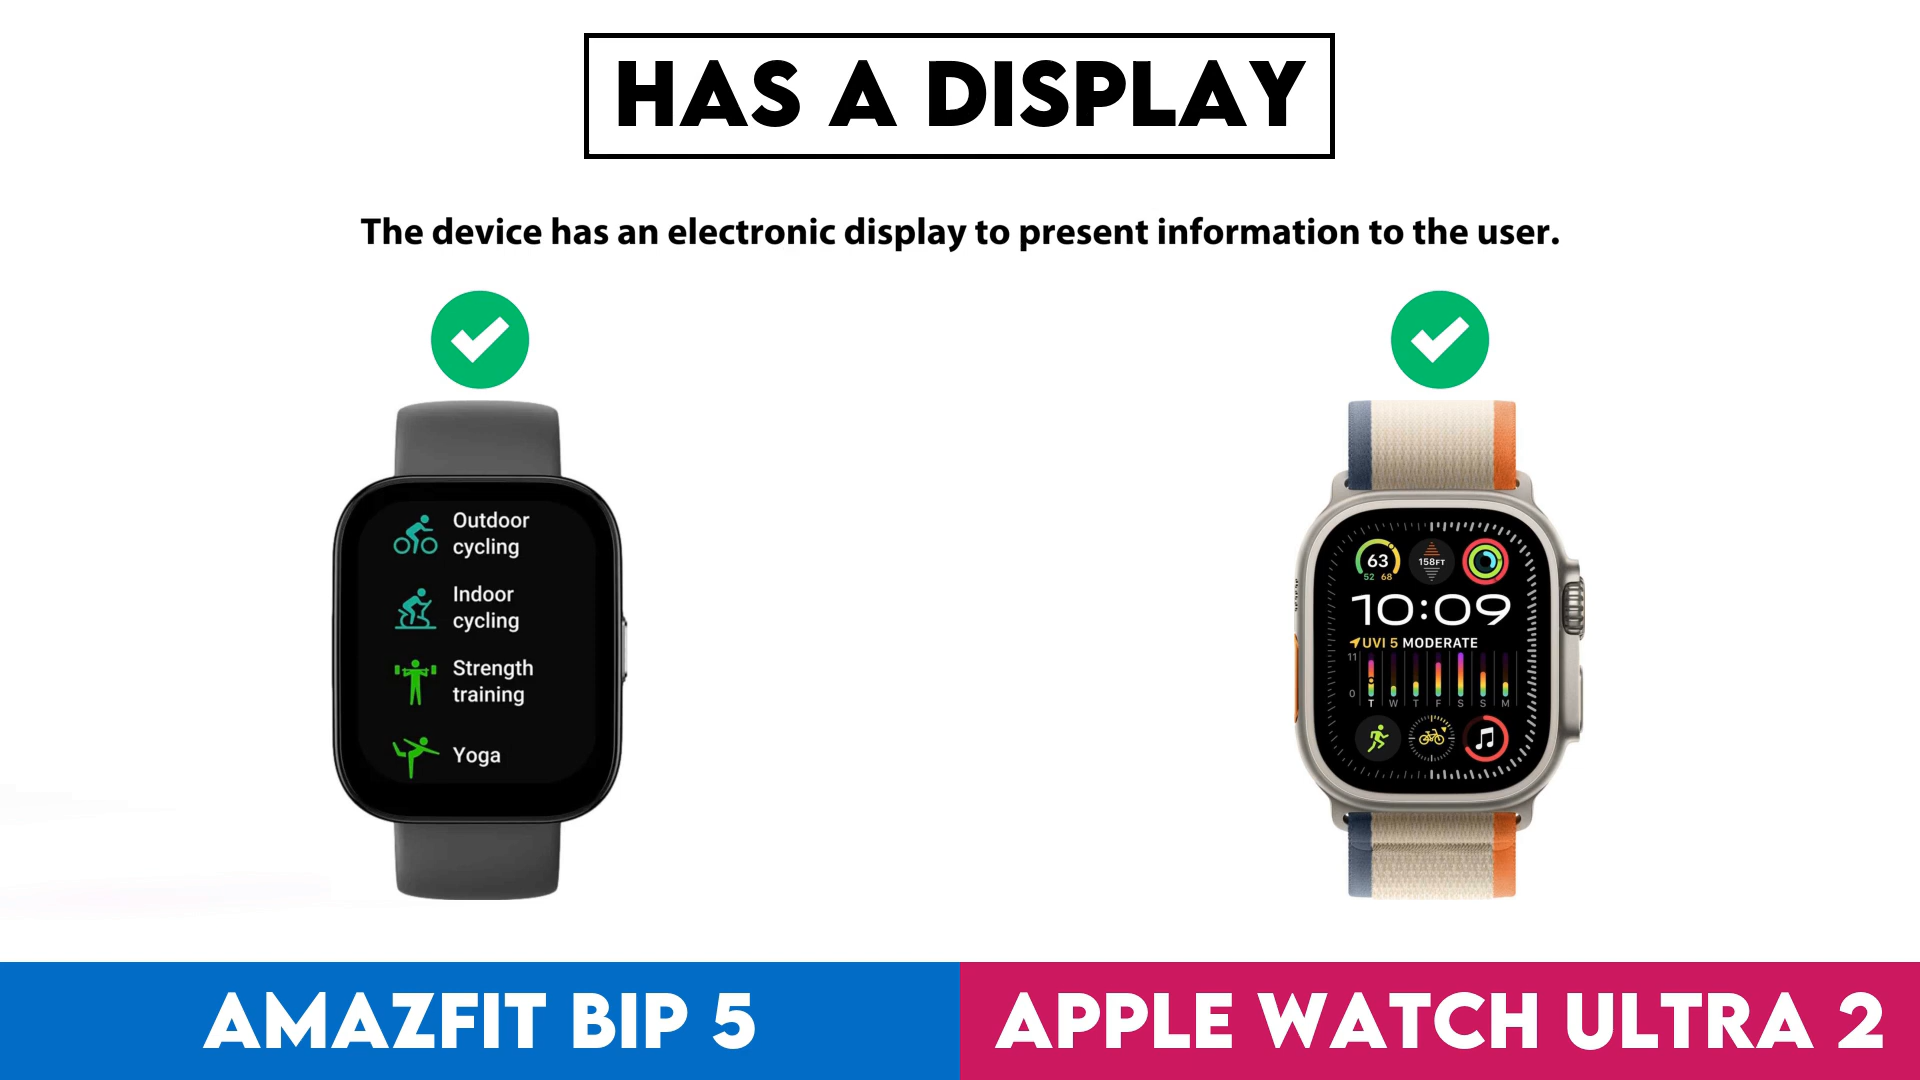 HAS A DISPLAY
The device has an electronic display to present information to the user.
Outdoor
cycling
Indoor
cycling
Strength
training
Yoga
63
52 68
158FT
10:09
UVI 5 MODERATE
11
0
T W T F S S M
AMAZFIT BIP 5
APPLE WATCH ULTRA 2